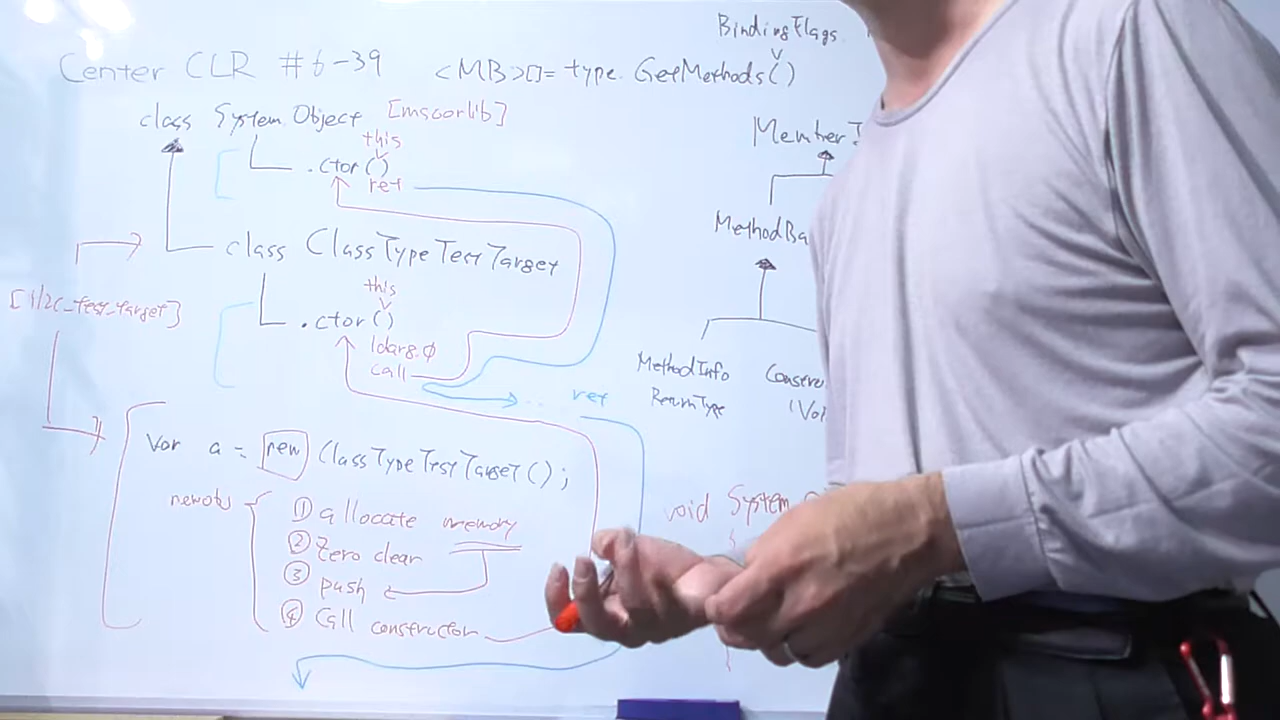 BindingFlags
Center CLR #6-39
<MB>[]= type.GetMethods()
class System.Object [mscorlib]
this
.ctor()
ret
Member
class ClassTypeTestTarget
MethodBa
this
.ctor()
ldarg.0
call
MethodInfo
Constru
ReturnType
(Voi
ret
Var a = new ClassTypeTestTarget();
newobj
① allocate memory
② Zero clear
③ push
④ Call constructor
void System.